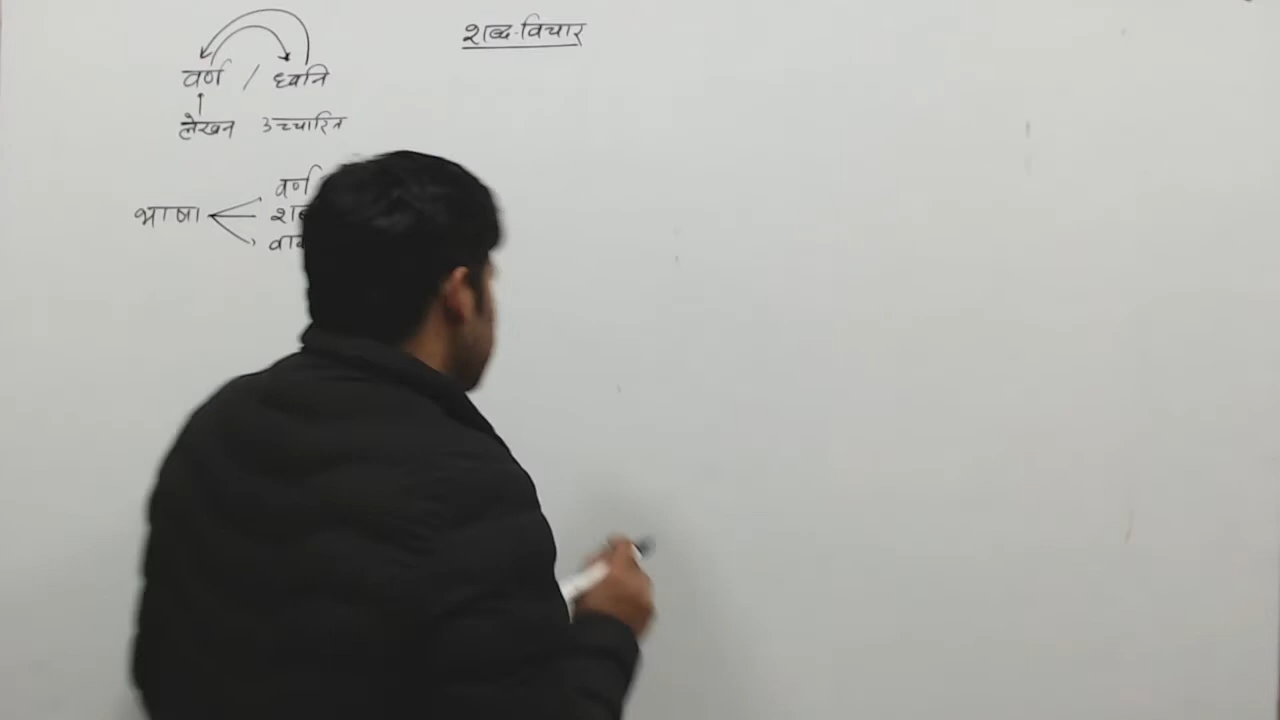 शब्द-विचार
वर्ण / ध्वनि
लेखन उच्चारित
वर्ण
भाषा